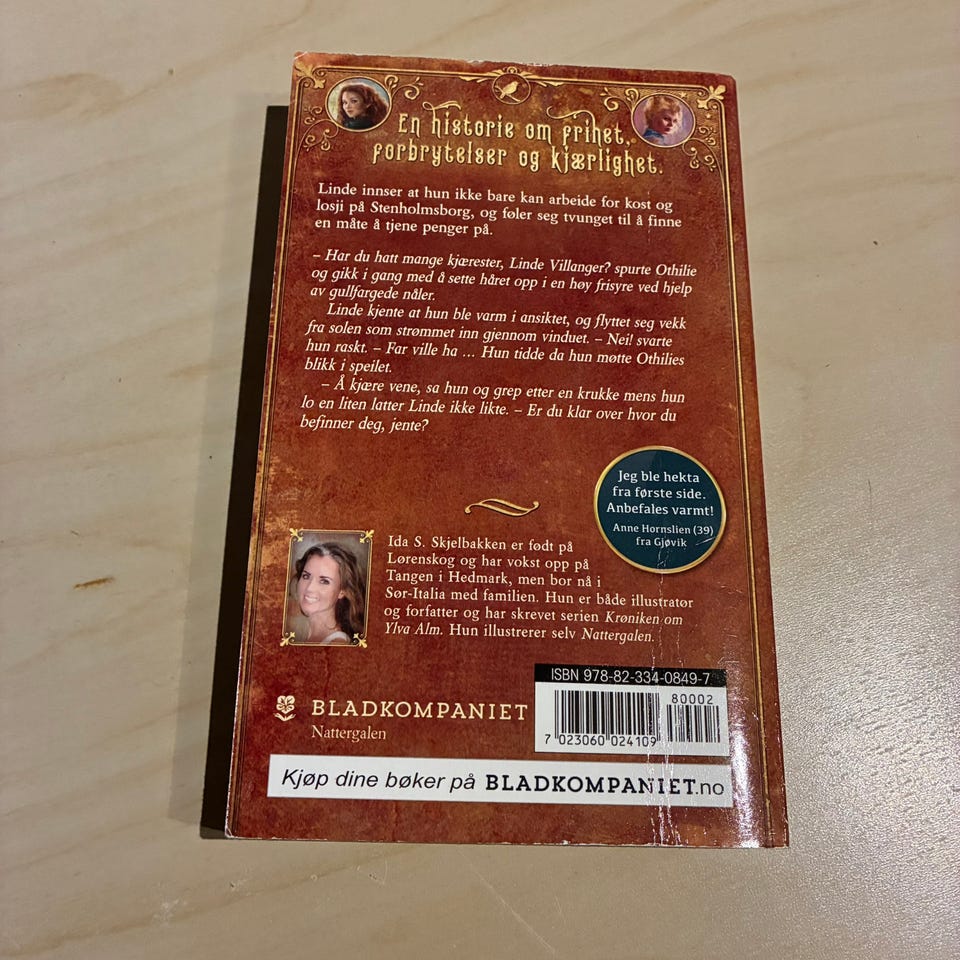 En historie om frihet,
forbrytelser og kjærlighet.
Linde innser at hun ikke bare kan arbeide for kost og
losji på Stenholmsborg, og føler seg tvunget til å finne
en måte å tjene penger på.
– Har du hatt mange kjærester, Linde Villanger? spurte Othilie
og gikk i gang med å sette håret opp i en høy frisyre ved hjelp
av gullfargede nåler.
Linde kjente at hun ble varm i ansiktet, og flyttet seg vekk
fra solen som strømmet inn gjennom vinduet. – Nei! svarte
hun raskt. – Far ville ha … Hun tidde da hun møtte Othilies
blikk i speilet.
– Å kjære vene, sa hun og grep etter en krukke mens hun
lo en liten latter Linde ikke likte. – Er du klar over hvor du
befinner deg, jente?
Jeg ble hekta
fra første side.
Anbefales varmt!
Anne Hornslien (39)
fra Gjøvik
Ida S. Skjelbakken er født på
Lørenskog og har vokst opp på
Tangen i Hedmark, men bor nå i
Sør-Italia med familien. Hun er både illustratør
og forfatter og har skrevet serien Krøniken om
Ylva Alm. Hun illustrerer selv Nattergalen.
ISBN 978-82-334-0849-7
80002
7 023060 024109
BLADKOMPANIET
Nattergalen
Kjøp dine bøker på BLADKOMPANIET.no